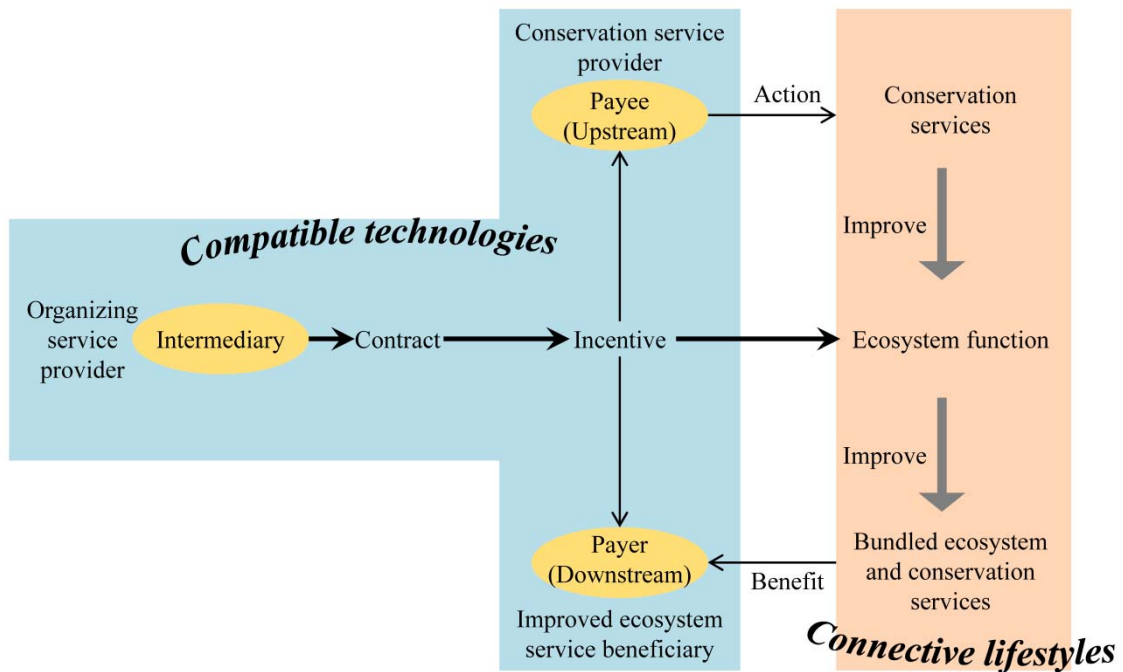 Conservation service
provider
Payee
(Upstream)
Action
Conservation
services
Improve
Compatible technologies
Organizing
service
provider
Intermediary
Contract
Incentive
Ecosystem function
Improve
Payer
(Downstream)
Benefit
Bundled ecosystem
and conservation
services
Improved ecosystem
service beneficiary
Connective lifestyles